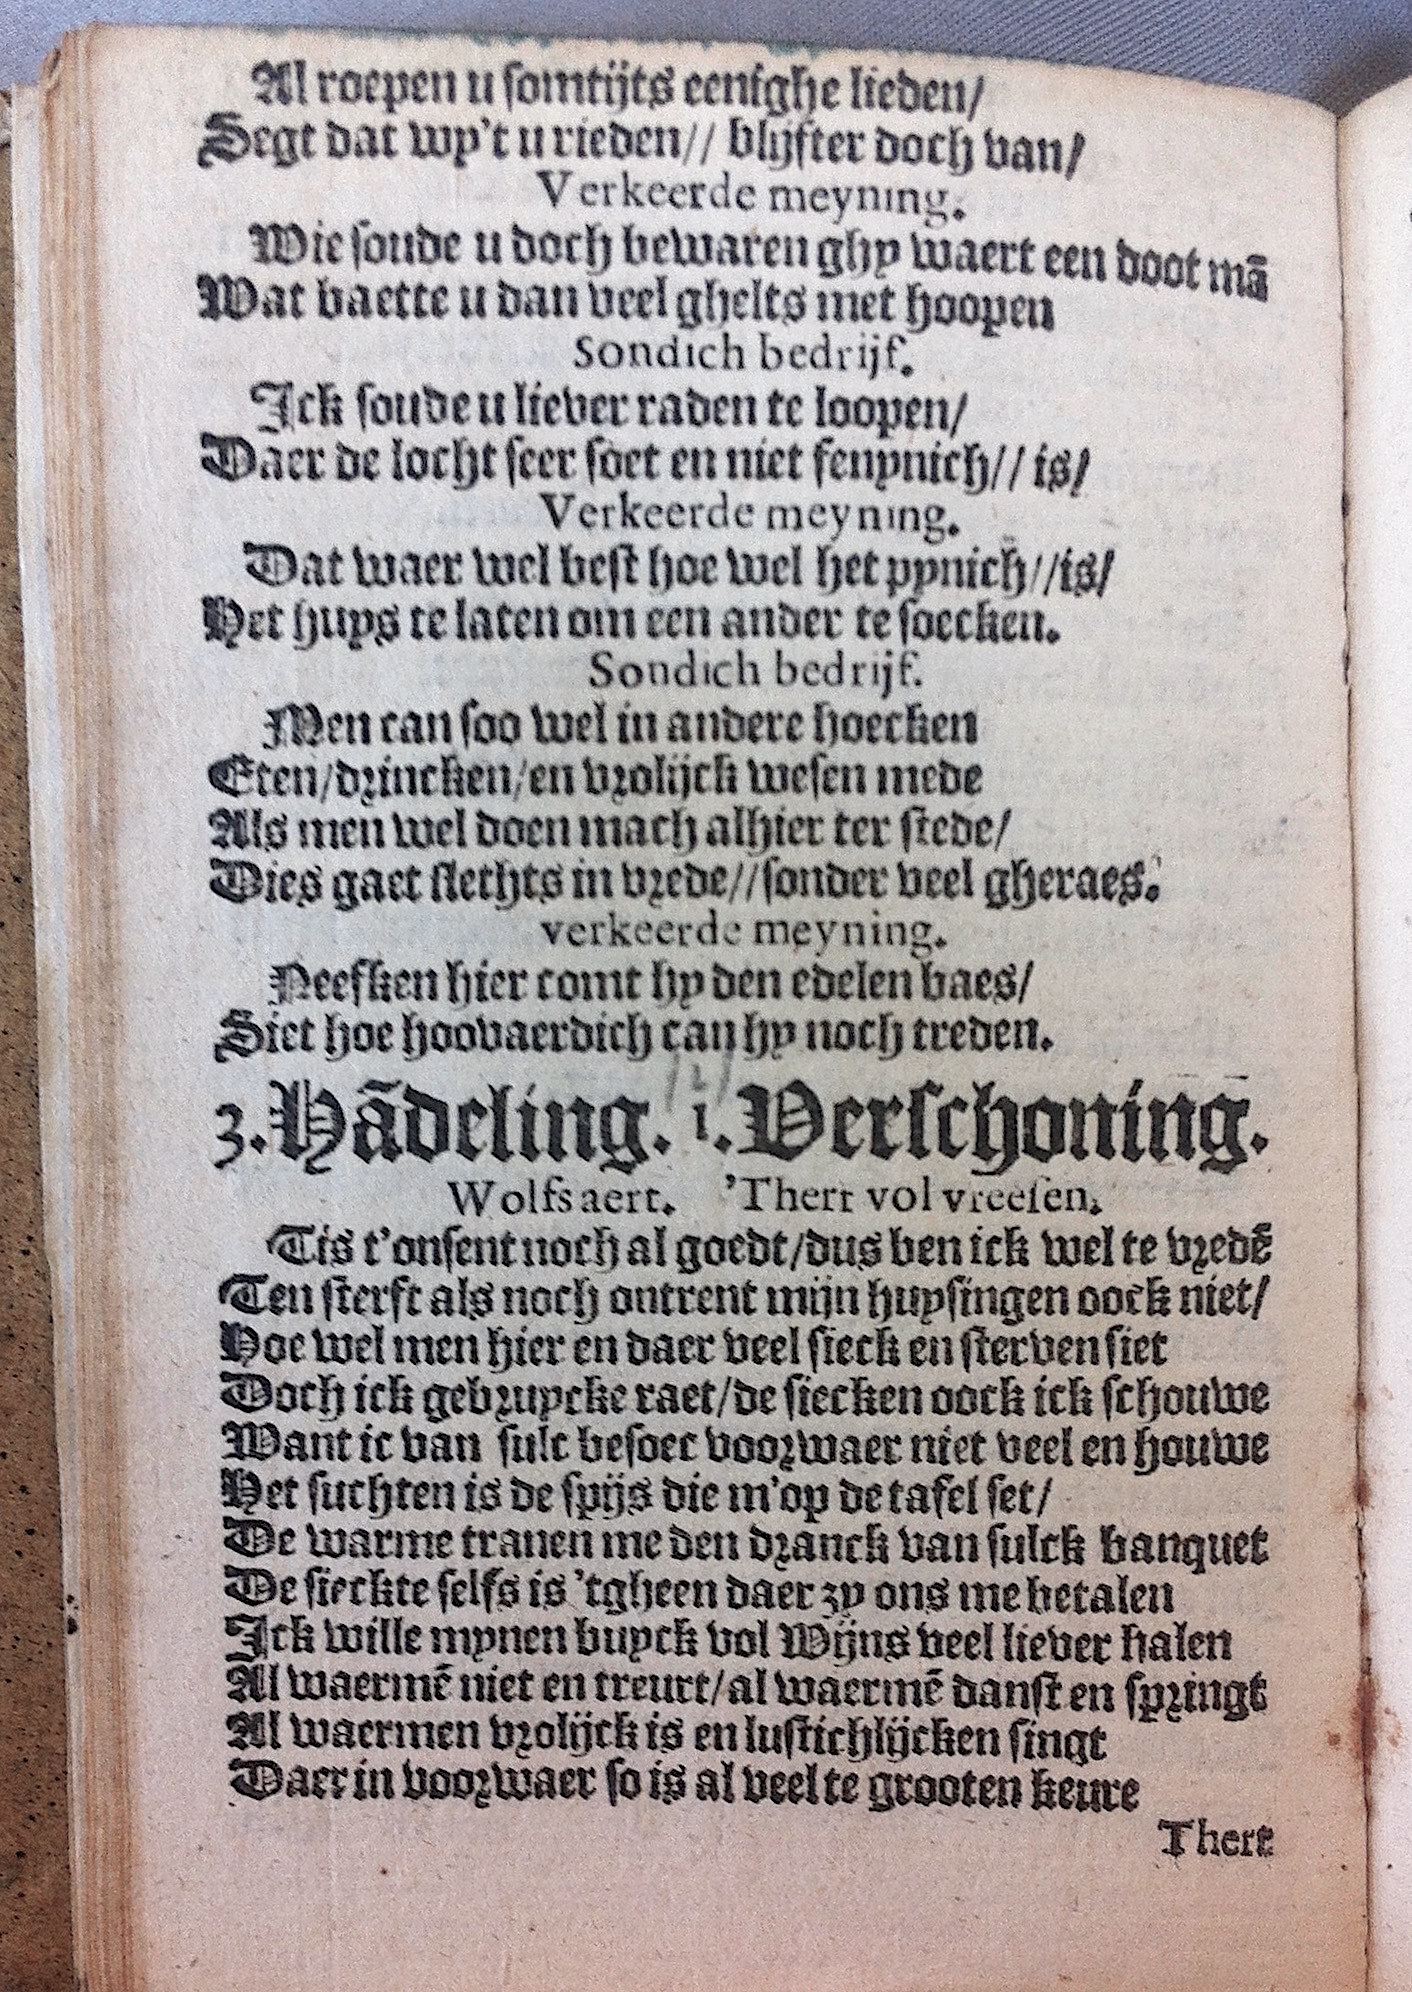 Al roepen u somtijts eenighe lieden/
Segt dat wy't u rieden// blijfter doch van/
Verkeerde meyning.
Wie soude u doch bewaren ghy waert een doot mā
Wat baette u dan veel ghelts met hoopen
Sondich bedrijf.
Ick soude u liever raden te loopen/
Daer de locht seer soet en niet fenynich// is/
Verkeerde meyning.
Dat waer wel best hoe wel het pynich//is/
Het huys te laten om een ander te soecken.
Sondich bedrijf.
Men can soo wel in andere hoecken
Eten/drincken/en vrolijck wesen mede
Als men wel doen mach alhier ter stede/
Dies gaet slethts in vrede//sonder veel gheraes.
verkeerde meyning.
Neefken hier comt hy den edelen baes/
Siet hoe hoovaerdich can hy noch treden.
3. Hādeling. 1. Verschoning.
Wolfs aert. 'Thert vol vreesen.
Tis t'onsent noch al goedt/dus ben ick wel te vredē
Ten sterft als noch ontrent mijn huysingen oock niet/
Hoe wel men hier en daer veel sieck en sterven siet
Doch ick gebruycke raet/de siecken oock ick schouwe
Want ic van sulc besoec voorwaer niet veel en houwe
Het suchten is de spijs die m'op de tafel set/
De warme tranen me den dranck van sulck banquet
De sieckte selfs is 'tgheen daer zy ons me betalen
Ick wille mynen buyck vol Wijns veel liever halen
Al waermē niet en treurt/al waermē danst en springt
Al waermen vrolijck is en lustichlijcken singt
Daer in voorwaer so is al veel te grooten keure
Thert